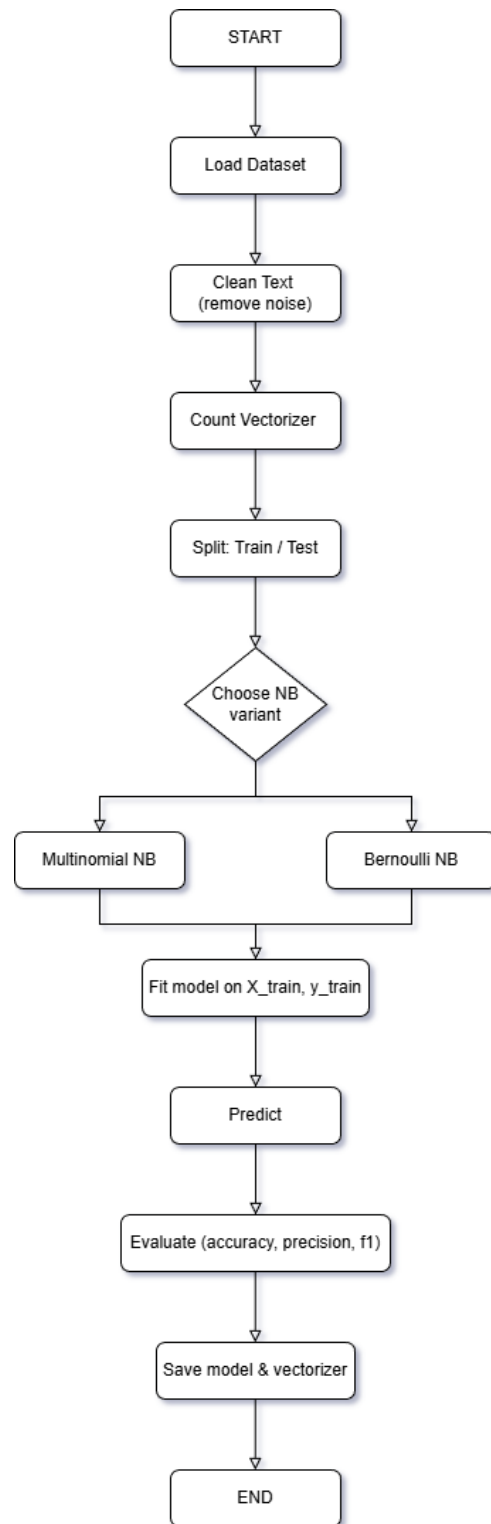 START
Load Dataset
Clean Text
(remove noise)
Count Vectorizer
Split: Train / Test
Choose NB
variant
Multinomial NB
Bernoulli NB
Fit model on X_train, y_train
Predict
Evaluate (accuracy, precision, f1)
Save model & vectorizer
END